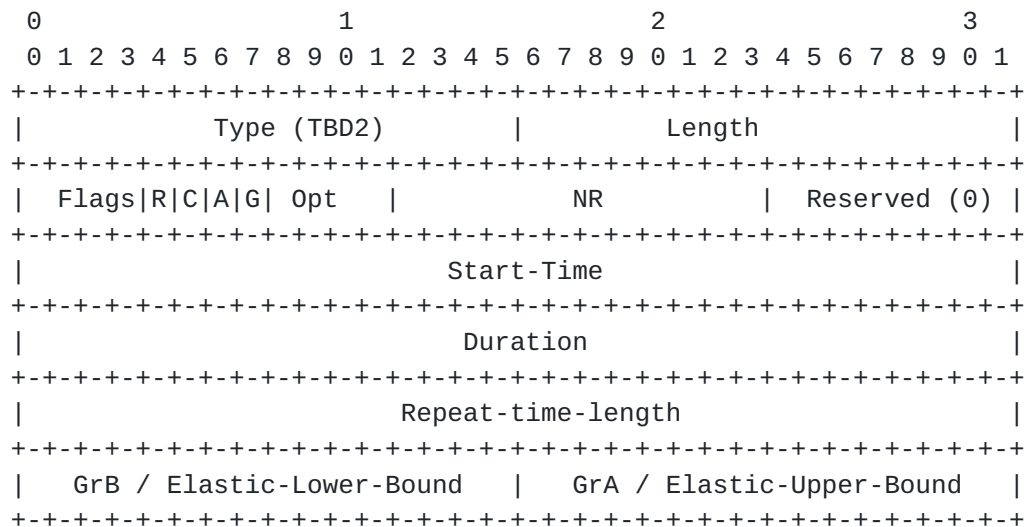 0                   1                   2                   3
 0 1 2 3 4 5 6 7 8 9 0 1 2 3 4 5 6 7 8 9 0 1 2 3 4 5 6 7 8 9 0 1
+-+-+-+-+-+-+-+-+-+-+-+-+-+-+-+-+-+-+-+-+-+-+-+-+-+-+-+-+-+-+-+-+
|            Type (TBD2)        |         Length                |
+-+-+-+-+-+-+-+-+-+-+-+-+-+-+-+-+-+-+-+-+-+-+-+-+-+-+-+-+-+-+-+-+
|  Flags|R|C|A|G| Opt   |           NR          |  Reserved (0) |
+-+-+-+-+-+-+-+-+-+-+-+-+-+-+-+-+-+-+-+-+-+-+-+-+-+-+-+-+-+-+-+-+
|                           Start-Time                          |
+-+-+-+-+-+-+-+-+-+-+-+-+-+-+-+-+-+-+-+-+-+-+-+-+-+-+-+-+-+-+-+-+
|                            Duration                           |
+-+-+-+-+-+-+-+-+-+-+-+-+-+-+-+-+-+-+-+-+-+-+-+-+-+-+-+-+-+-+-+-+
|                        Repeat-time-length                     |
+-+-+-+-+-+-+-+-+-+-+-+-+-+-+-+-+-+-+-+-+-+-+-+-+-+-+-+-+-+-+-+-+
|   GrB / Elastic-Lower-Bound   |   GrA / Elastic-Upper-Bound   |
+-+-+-+-+-+-+-+-+-+-+-+-+-+-+-+-+-+-+-+-+-+-+-+-+-+-+-+-+-+-+-+-+